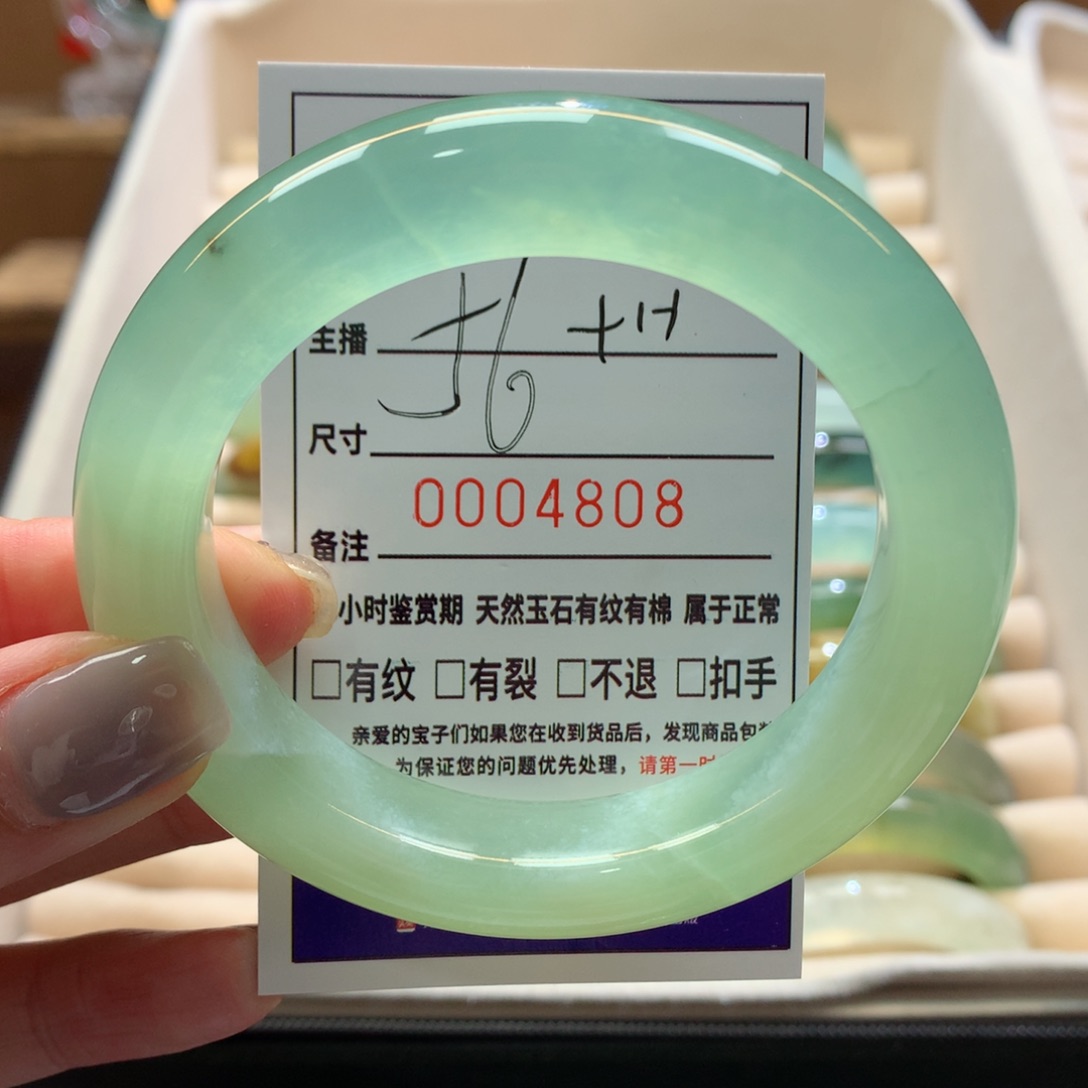 主播
尺寸
0004808
备注
小时鉴赏期 天然玉石有纹有棉 属于正常
□有纹 □有裂 □不退 □扣手
亲爱的宝子们如果您在收到货品后，发现商品包
为保证您的问题优先处理，请第一时